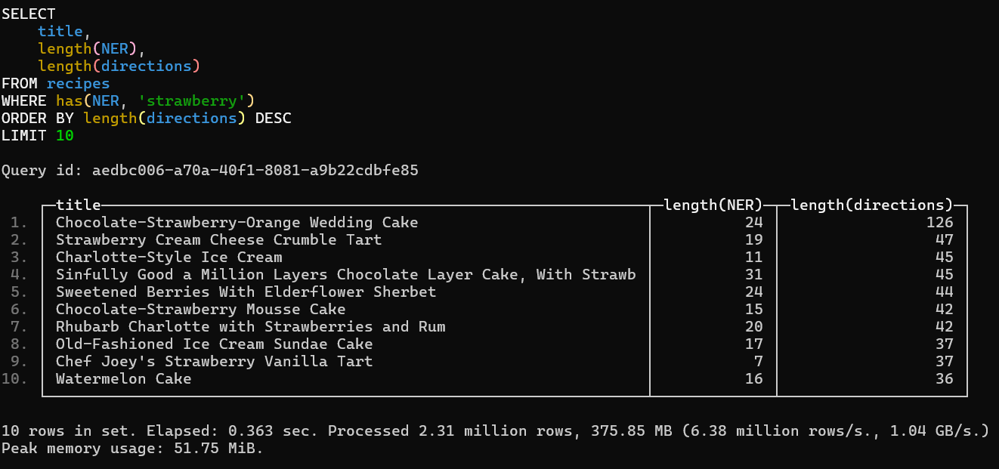 SELECT
    title,
    length(NER),
    length(directions)
FROM recipes
WHERE has(NER, 'strawberry')
ORDER BY length(directions) DESC
LIMIT 10
Query id: aedbc006-a70a-40f1-8081-a9b22cdbfe85
title length(NER) length(directions)
1. Chocolate-Strawberry-Orange Wedding Cake 24 126
2. Strawberry Cream Cheese Crumble Tart 19 47
3. Charlotte-Style Ice Cream 11 45
4. Sinfully Good a Million Layers Chocolate Layer Cake, With Strawb 31 45
5. Sweetened Berries With Elderflower Sherbet 24 44
6. Chocolate-Strawberry Mousse Cake 15 42
7. Rhubarb Charlotte with Strawberries and Rum 20 42
8. Old-Fashioned Ice Cream Sundae Cake 17 37
9. Chef Joey's Strawberry Vanilla Tart 7 37
10. Watermelon Cake 16 36
10 rows in set. Elapsed: 0.363 sec. Processed 2.31 million rows, 375.85 MB (6.38 million rows/s., 1.04 GB/s.)
Peak memory usage: 51.75 MiB.